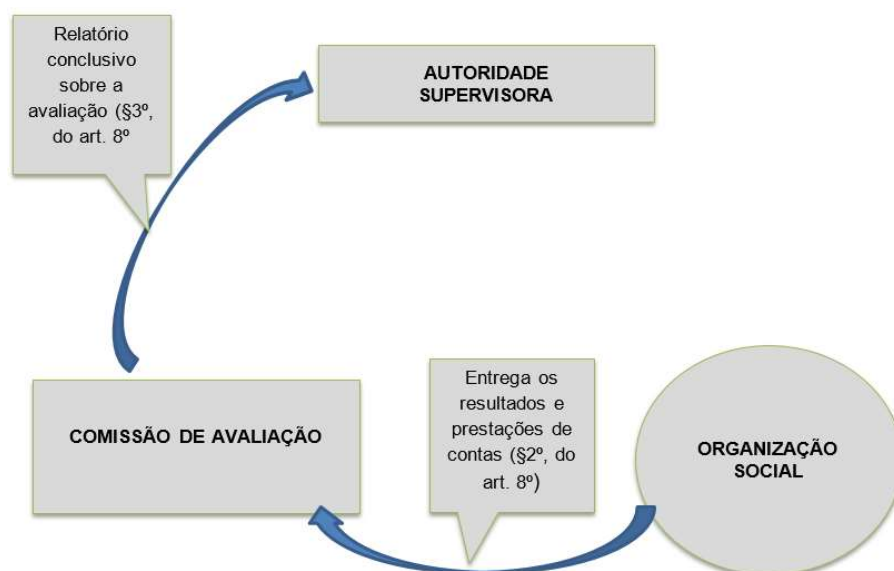 Relatório
conclusivo
sobre a
avaliação (§3º,
do art. 8º
AUTORIDADE
SUPERVISORA
COMISSÃO DE AVALIAÇÃO
Entrega os
resultados e
prestações de
contas (§2º, do
art. 8º)
ORGANIZAÇÃO
SOCIAL